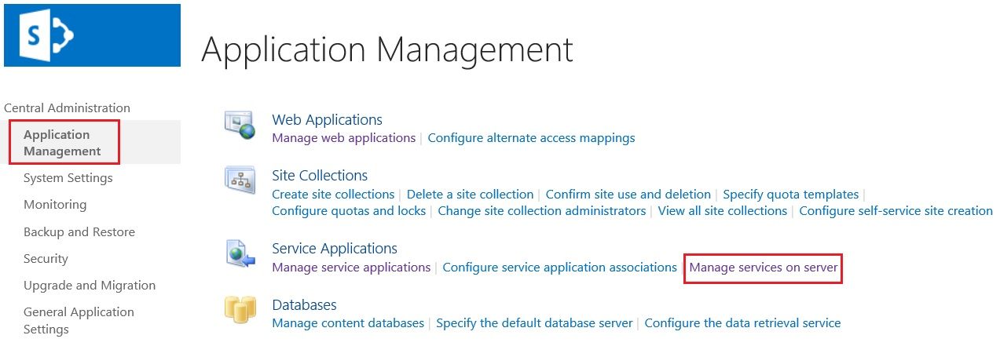 S
Application Management
Central Administration
Application
Management
System Settings
Monitoring
Backup and Restore
Security
Upgrade and Migration
General Application
Settings
Web Applications
Manage web applications | Configure alternate access mappings
Site Collections
Create site collections | Delete a site collection | Confirm site use and deletion | Specify quota templates |
Configure quotas and locks | Change site collection administrators | View all site collections | Configure self-service site creation
Service Applications
Manage service applications | Configure service application associations | Manage services on server
Databases
Manage content databases | Specify the default database server | Configure the data retrieval service